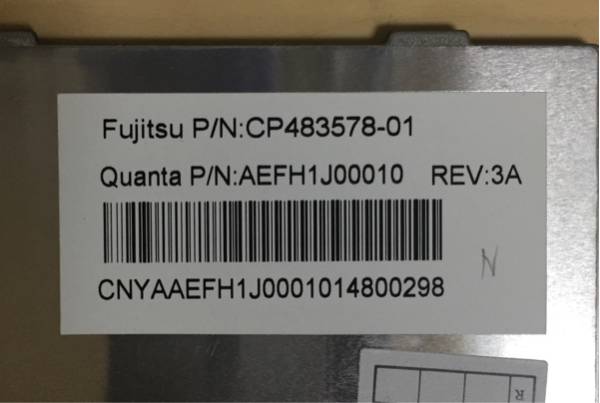 Fujitsu P/N:CP483578-01
Quanta P/N:AEFH1J00010 REV:3A
CNYAAEFH1J0001014800298
N
R